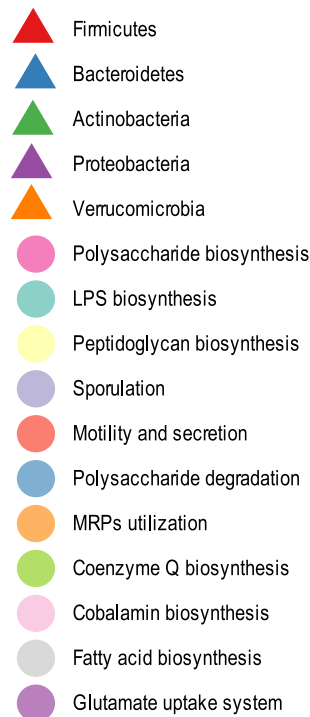 Firmicutes
Bacteroidetes
Actinobacteria
Proteobacteria
Verrucomicrobia
Polysaccharide biosynthesis
LPS biosynthesis
Peptidoglycan biosynthesis
Sporulation
Motility and secretion
Polysaccharide degradation
MRPs utilization
Coenzyme Q biosynthesis
Cobalamin biosynthesis
Fatty acid biosynthesis
Glutamate uptake system